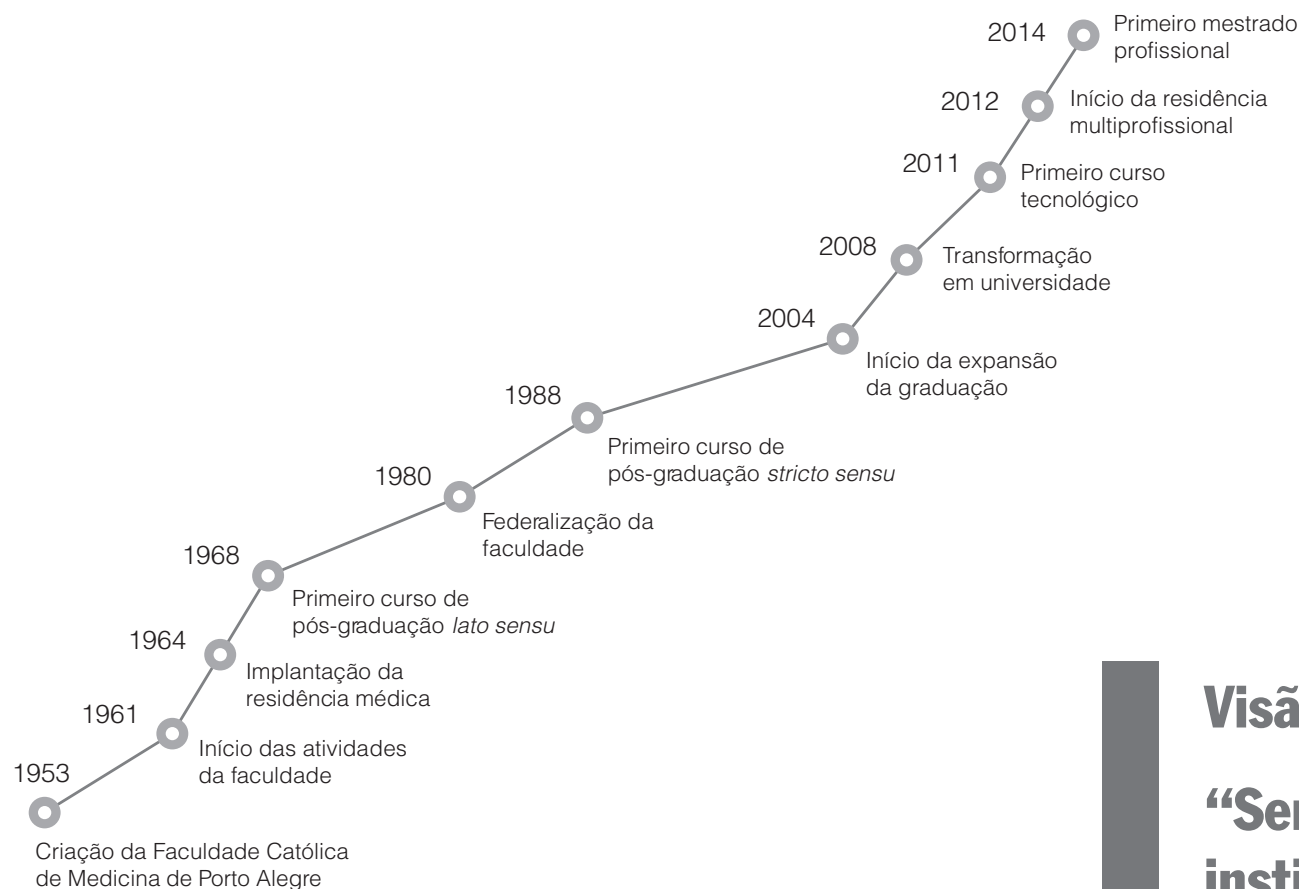 2014
Primeiro mestrado
profissional
2012
Início da residência
multiprofissional
2011
Primeiro curso
tecnológico
2008
Transformação
em universidade
2004
Início da expansão
da graduação
1988
Primeiro curso de
pós-graduação stricto sensu
1980
Federalização da
faculdade
1968
Primeiro curso de
pós-graduação lato sensu
1964
Implantação da
residência médica
1961
Início das atividades
da faculdade
1953
Criação da Faculdade Católica
de Medicina de Porto Alegre